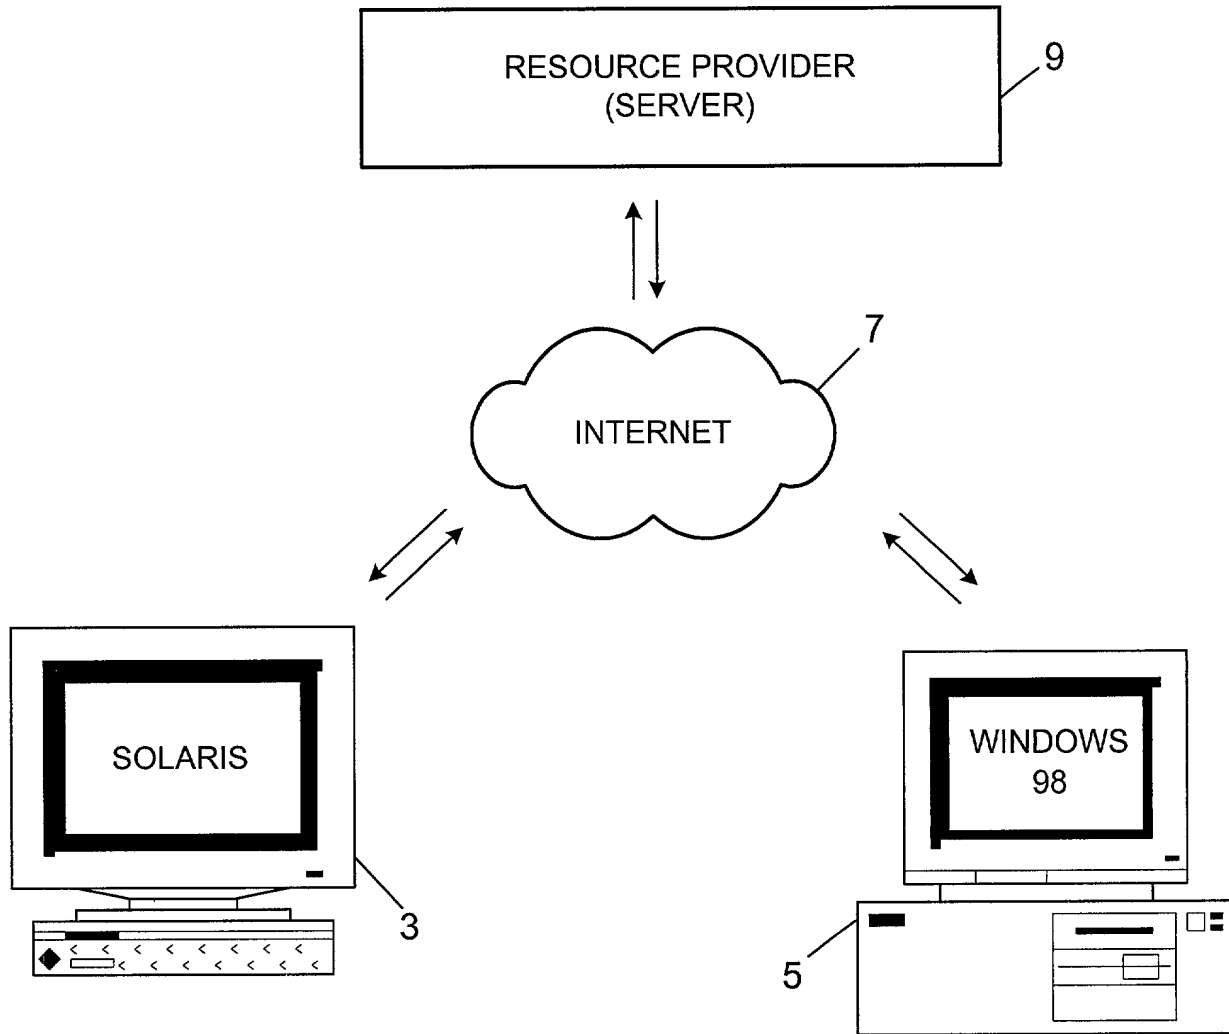 RESOURCE PROVIDER
(SERVER)
9
7
INTERNET
SOLARIS
WINDOWS
98
3
5